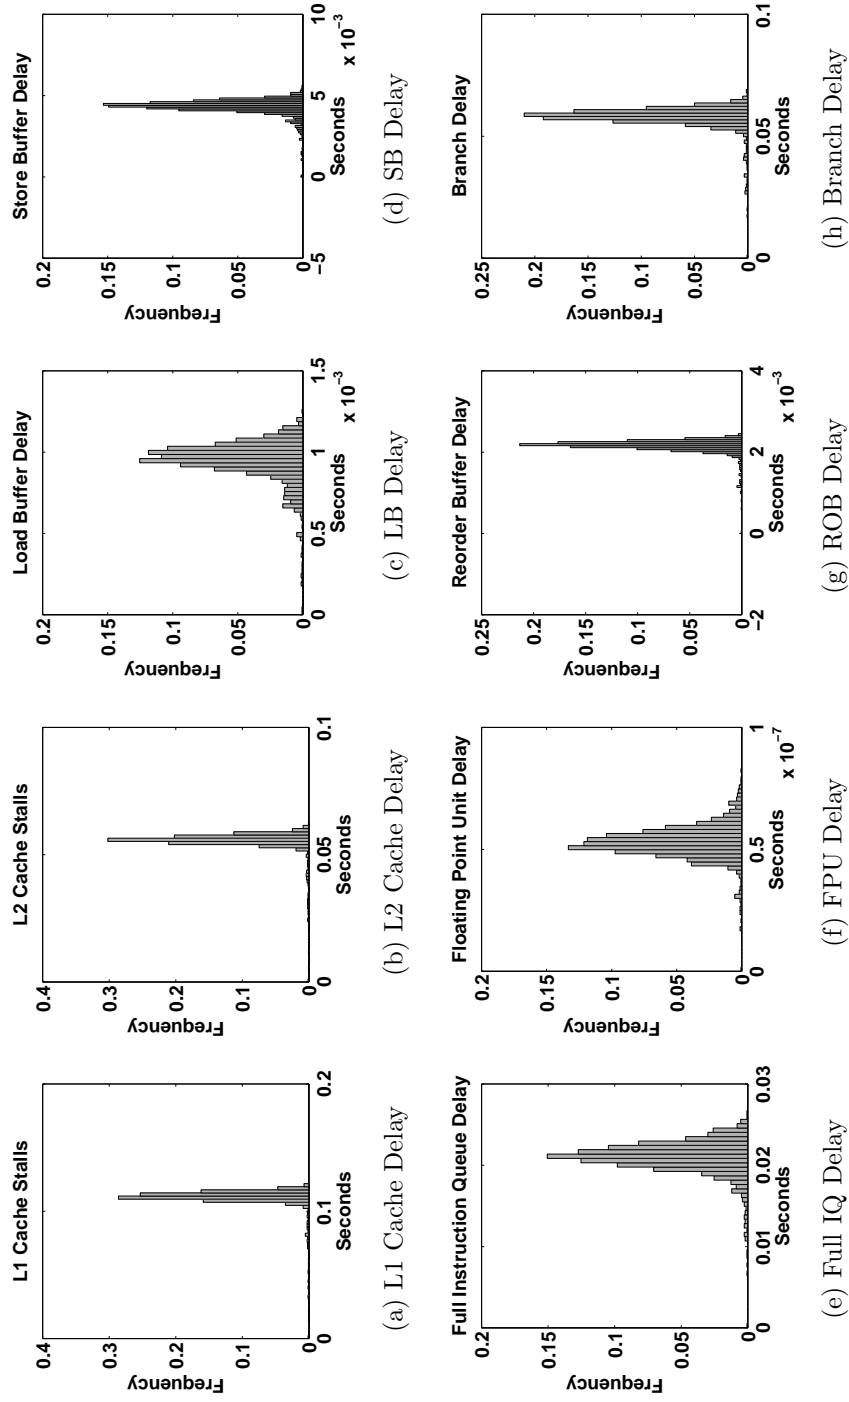 L1 Cache Stalls
Frequency
0.4
0.3
0.2
0.1
0
0
0.1
0.2
Seconds
(a) L1 Cache Delay
L2 Cache Stalls
Frequency
0.4
0.3
0.2
0.1
0
0
0.05
0.1
Seconds
(b) L2 Cache Delay
Load Buffer Delay
Frequency
0.2
0.15
0.1
0.05
0
0
0.5
1
1.5
x 10⁻³
Seconds
(c) LB Delay
Store Buffer Delay
Frequency
0.2
0.15
0.1
0.05
0
−5
0
5
10
x 10⁻³
Seconds
(d) SB Delay
Full Instruction Queue Delay
Frequency
0.2
0.15
0.1
0.05
0
0
0.01
0.02
0.03
Seconds
(e) Full IQ Delay
Floating Point Unit Delay
Frequency
0.2
0.15
0.1
0.05
0
0
0.5
1
x 10⁻⁷
Seconds
(f) FPU Delay
Reorder Buffer Delay
Frequency
0.25
0.2
0.15
0.1
0.05
0
−2
0
2
4
x 10⁻³
Seconds
(g) ROB Delay
Branch Delay
Frequency
0.25
0.2
0.15
0.1
0.05
0
0
0.05
0.1
Seconds
(h) Branch Delay